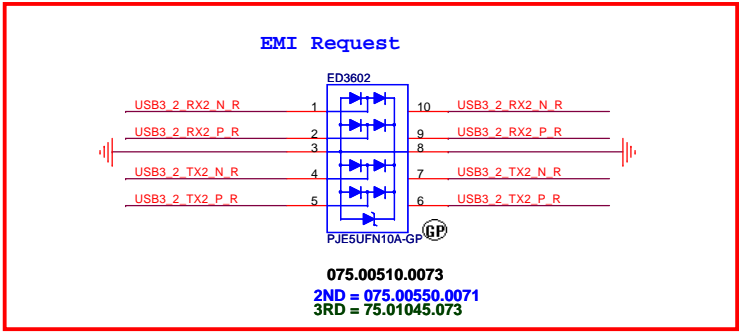 EMI Request
ED3602
USB3_2_RX2_N_R 1 10 USB3_2_RX2_N_R
USB3_2_RX2_P_R 2 9 USB3_2_RX2_P_R
3 8
USB3_2_TX2_N_R 4 7 USB3_2_TX2_N_R
USB3_2_TX2_P_R 5 6 USB3_2_TX2_P_R
PJE5UFN10A-GP GP
075.00510.0073
2ND = 075.00550.0071
3RD = 75.01045.073